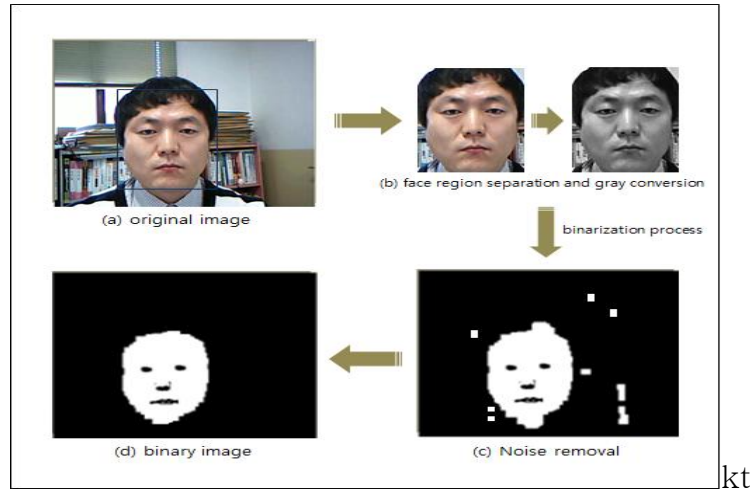 (a) original image
(b) face region separation and gray conversion
binarization process
(c) Noise removal
(d) binary image
kt